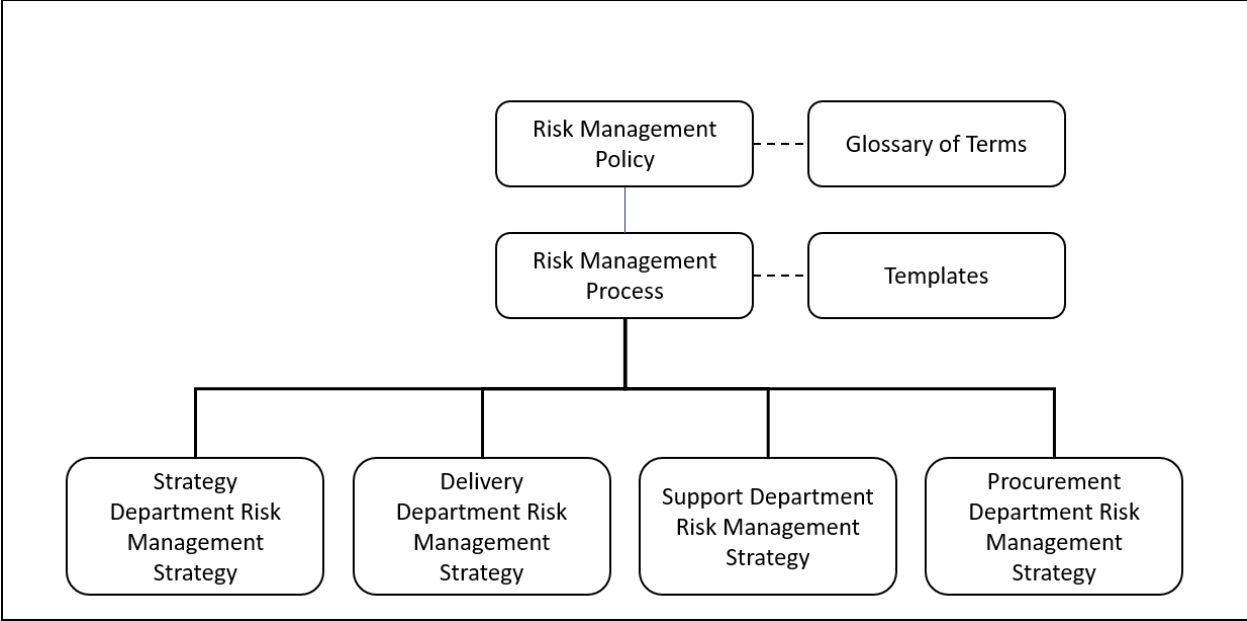 Risk Management
Policy
Glossary of Terms
Risk Management
Process
Templates
Strategy
Department Risk
Management
Strategy
Delivery
Department Risk
Management
Strategy
Support Department
Risk Management
Strategy
Procurement
Department Risk
Management
Strategy